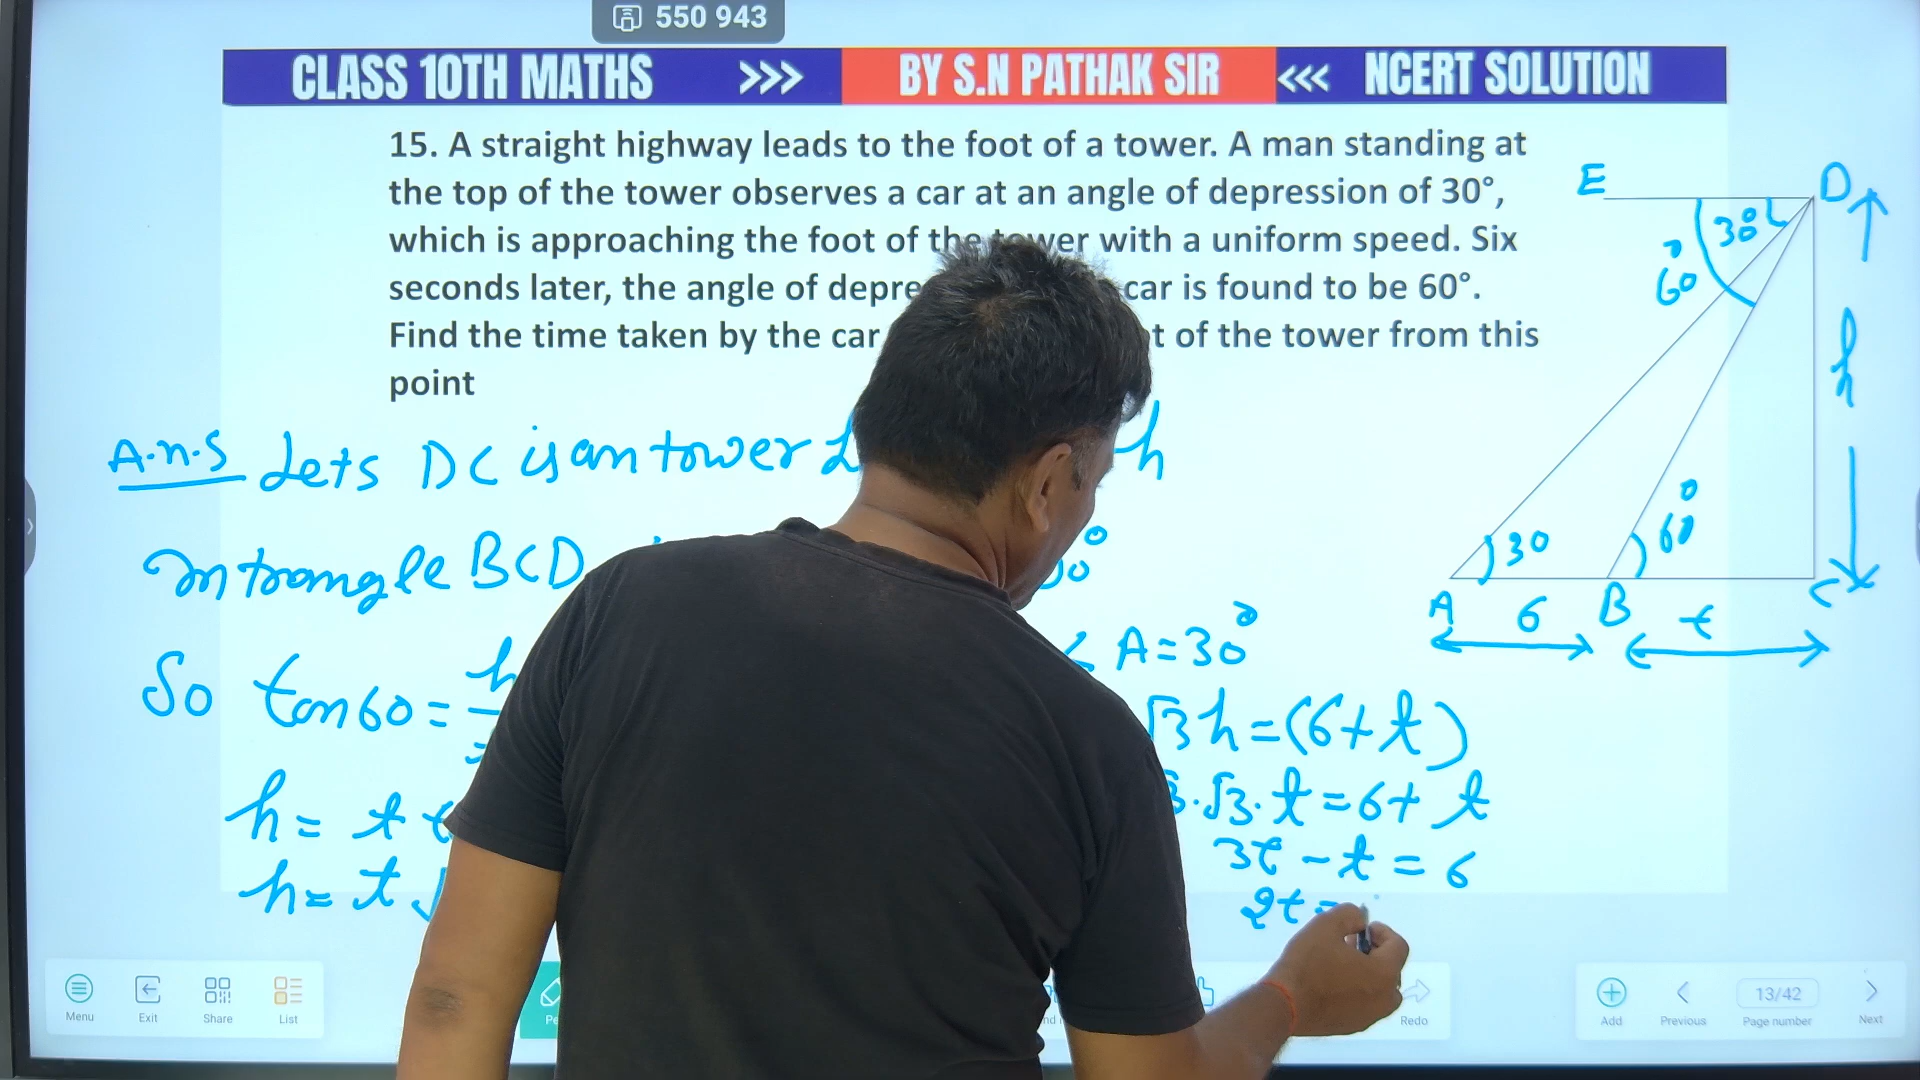 550 943
CLASS 10TH MATHS >>> BY S.N PATHAK SIR <<< NCERT SOLUTION
15. A straight highway leads to the foot of a tower. A man standing at
the top of the tower observes a car at an angle of depression of 30°,
which is approaching the foot of the tower with a uniform speed. Six
seconds later, the angle of depre car is found to be 60°.
Find the time taken by the car t of the tower from this
point
E D
30
60°
h
30 60°
A 6 B t C
A.n.s Lets DC is an tower h
In triangle BCD
So tan60 = h
h = t
h = t
A = 30°
√3h = (6+t)
.√3.t = 6+t
3t - t = 6
2t =
Menu Exit Share List Redo Add Previous 13/42 Page number Next